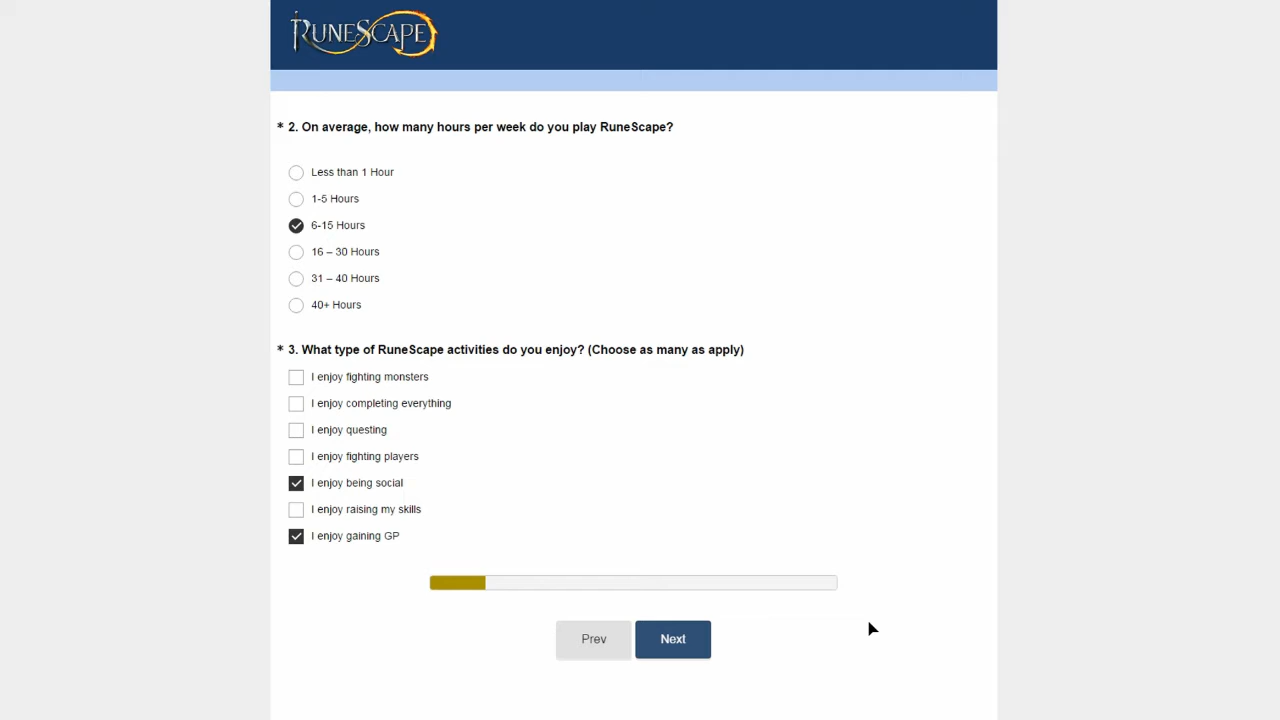 RUNESCAPE
* 2. On average, how many hours per week do you play RuneScape?
Less than 1 Hour
1-5 Hours
6-15 Hours
16 – 30 Hours
31 – 40 Hours
40+ Hours
* 3. What type of RuneScape activities do you enjoy? (Choose as many as apply)
I enjoy fighting monsters
I enjoy completing everything
I enjoy questing
I enjoy fighting players
I enjoy being social
I enjoy raising my skills
I enjoy gaining GP
Prev Next